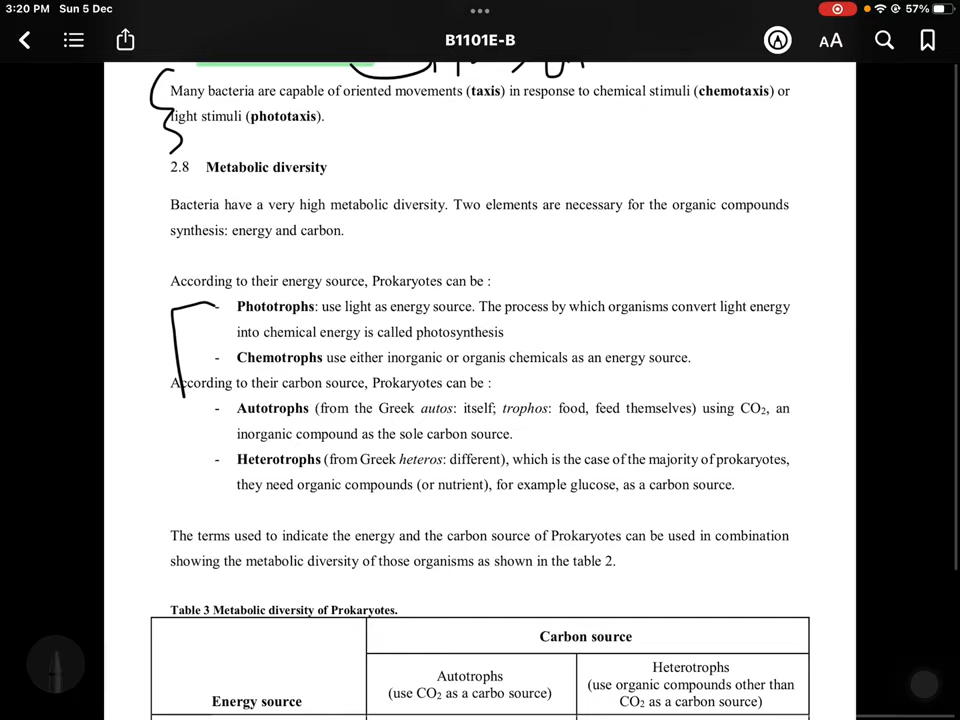 3:20 PM Sun 5 Dec
57%
B1101E-B
AA
Many bacteria are capable of oriented movements (taxis) in response to chemical stimuli (chemotaxis) or
light stimuli (phototaxis).
2.8 Metabolic diversity
Bacteria have a very high metabolic diversity. Two elements are necessary for the organic compounds
synthesis: energy and carbon.
According to their energy source, Prokaryotes can be :
- Phototrophs: use light as energy source. The process by which organisms convert light energy
into chemical energy is called photosynthesis
- Chemotrophs use either inorganic or organis chemicals as an energy source.
According to their carbon source, Prokaryotes can be :
- Autotrophs (from the Greek autos: itself; trophos: food, feed themselves) using CO₂, an
inorganic compound as the sole carbon source.
- Heterotrophs (from Greek heteros: different), which is the case of the majority of prokaryotes,
they need organic compounds (or nutrient), for example glucose, as a carbon source.
The terms used to indicate the energy and the carbon source of Prokaryotes can be used in combination
showing the metabolic diversity of those organisms as shown in the table 2.
Table 3 Metabolic diversity of Prokaryotes.
Carbon source
Energy source
Autotrophs
(use CO₂ as a carbo source)
Heterotrophs
(use organic compounds other than
CO₂ as a carbon source)